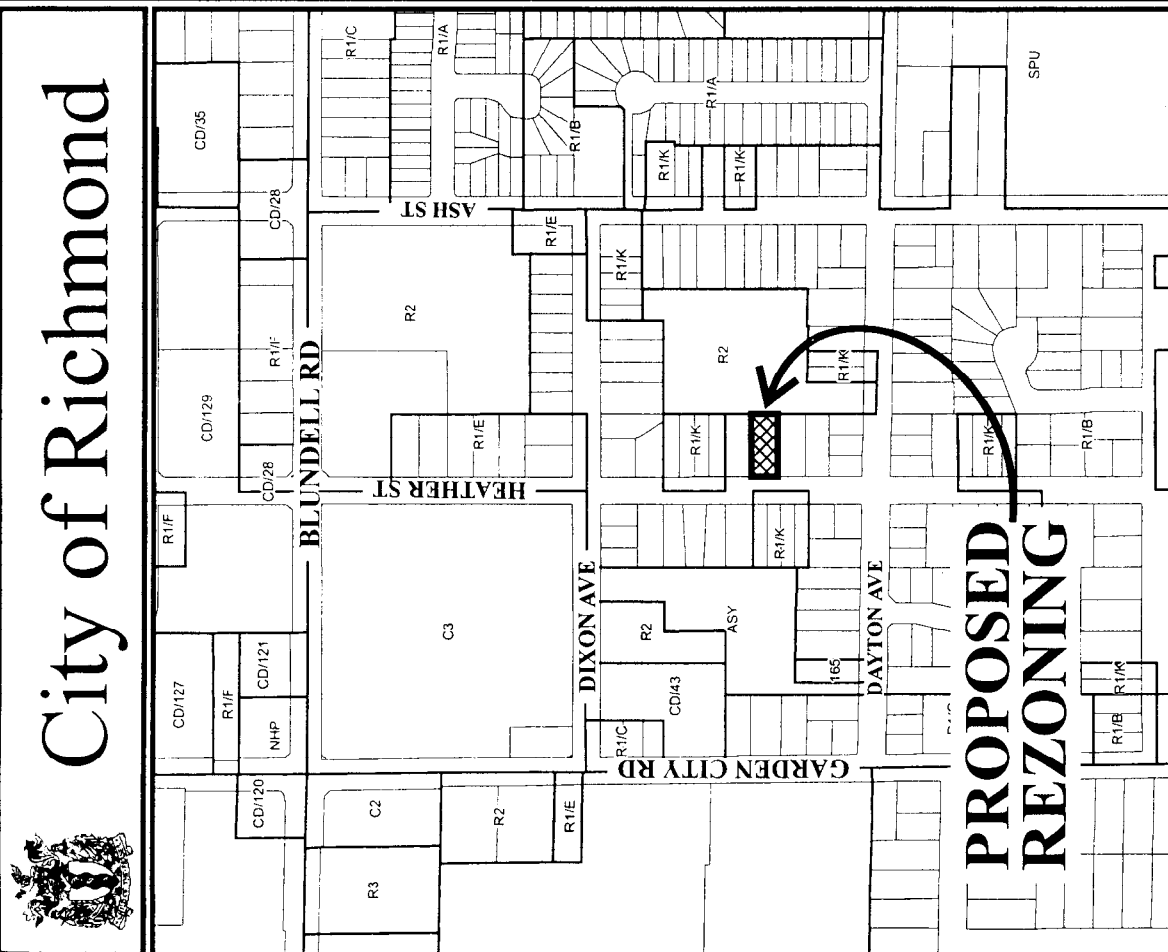 City of Richmond
CD/127
R1/F
CD/121
NHP
CD/120
R1/F
CD/129
CD/35
CD/28
R1/F
CD/28
BLUNDELL RD
R3
C2
R2
R1/E
C3
HEATHER ST
R1/E
R2
ASH ST
R1/C
R1/A
R1/E
R1/B
DIXON AVE
GARDEN CITY RD
R1/C
CD/43
R2
ASY
R1/K
R1/K
R1/K
R2
R1/K
R1/K
R1/K
R1/A
165
DAYTON AVE
PROPOSED
REZONING
R1/K
R1/B
R1/B
R1/K
SPU